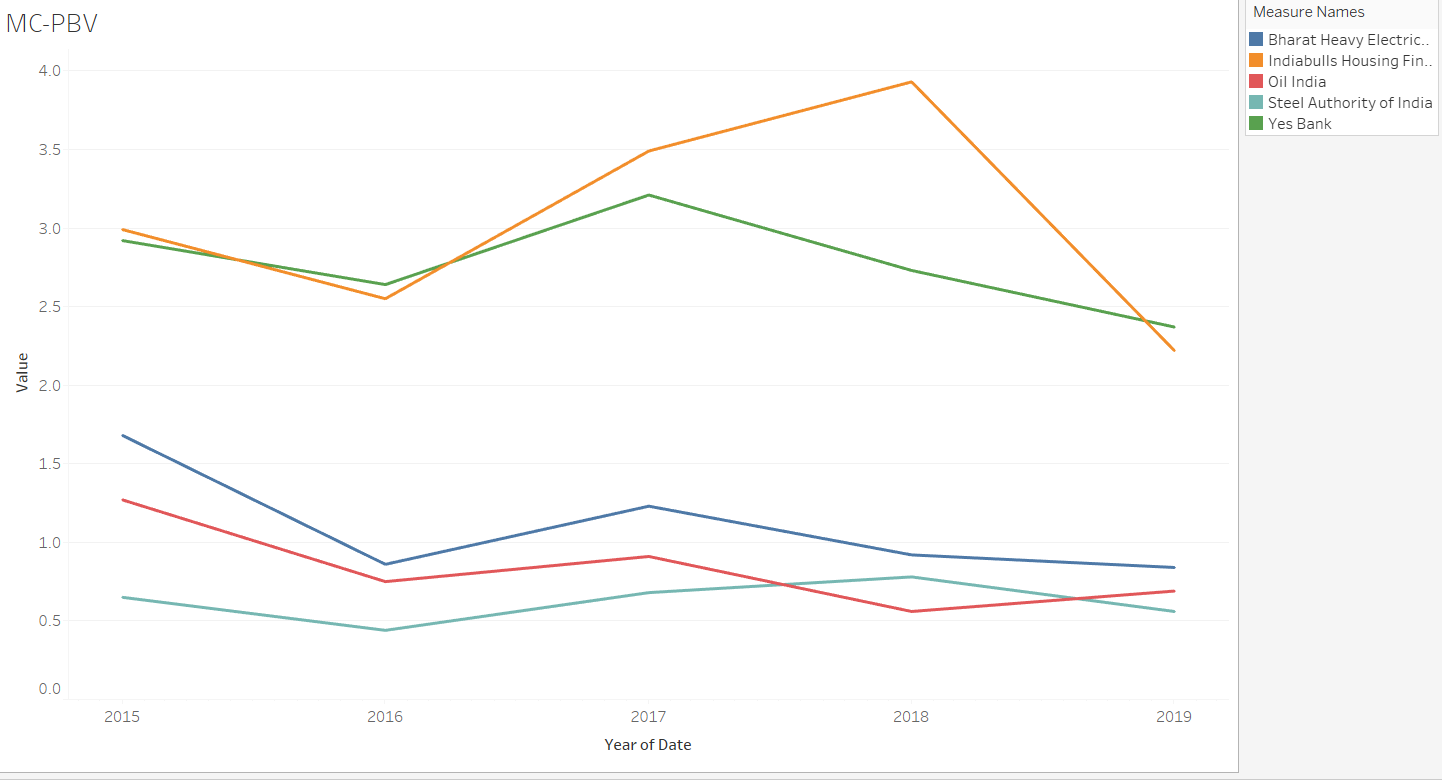 MC-PBV
Measure Names
Bharat Heavy Electric..
Indiabulls Housing Fin..
Oil India
Steel Authority of India
Yes Bank
4.0
3.5
3.0
2.5
2.0
1.5
1.0
0.5
0.0
Value
2015 2016 2017 2018 2019
Year of Date